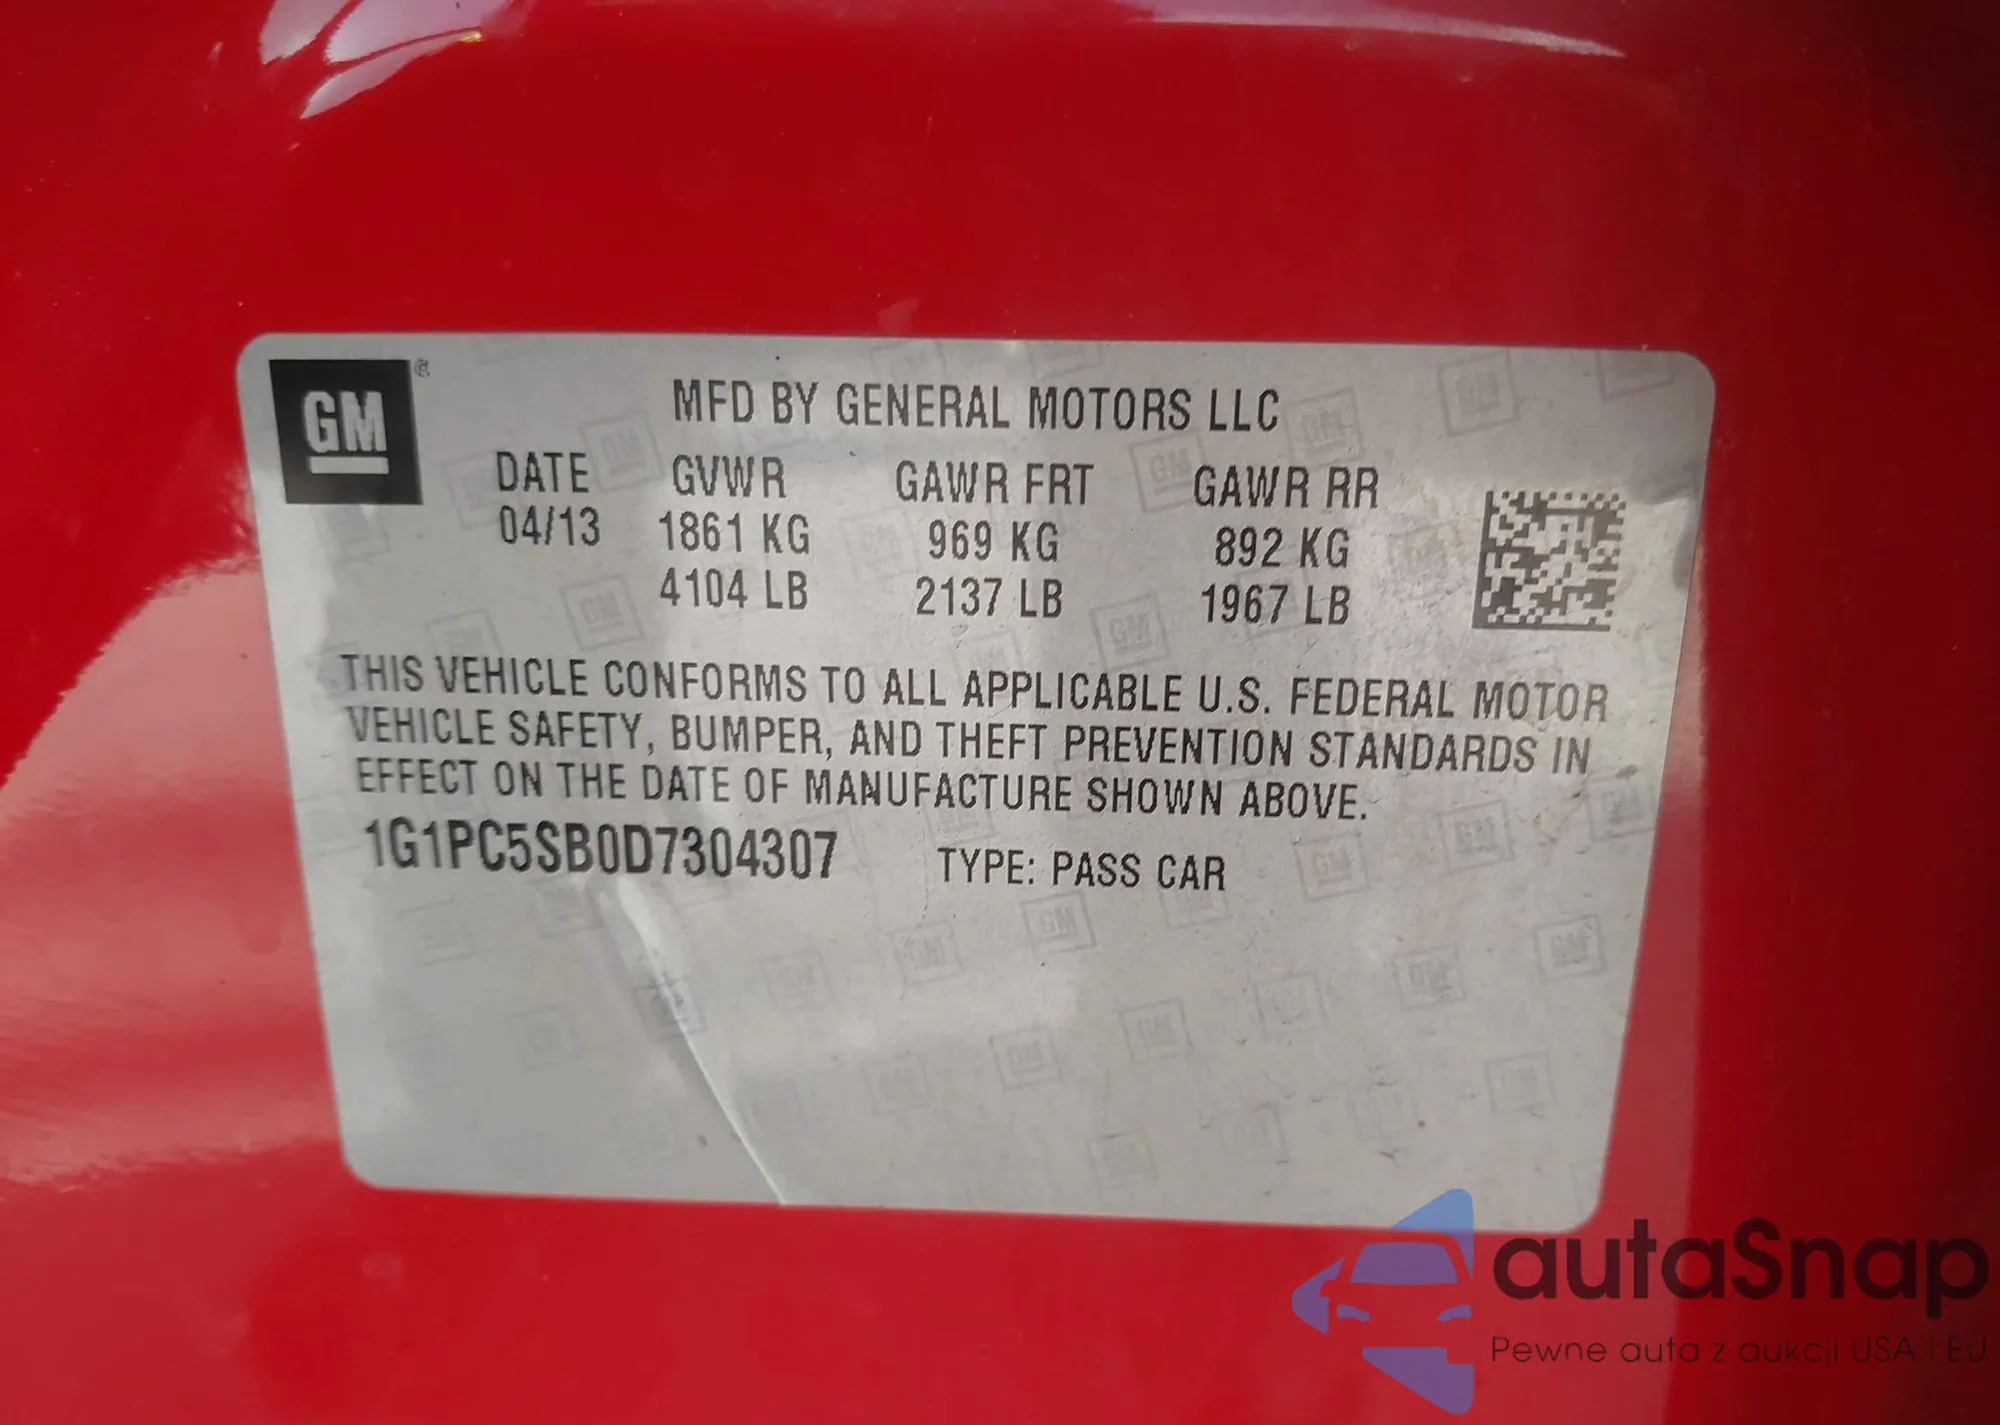 GM
MFD BY GENERAL MOTORS LLC
DATE GVWR GAWR FRT GAWR RR
04/13 1861 KG 969 KG 892 KG
4104 LB 2137 LB 1967 LB
THIS VEHICLE CONFORMS TO ALL APPLICABLE U.S. FEDERAL MOTOR
VEHICLE SAFETY, BUMPER, AND THEFT PREVENTION STANDARDS IN
EFFECT ON THE DATE OF MANUFACTURE SHOWN ABOVE.
1G1PC5SB0D7304307 TYPE: PASS CAR
autaSnap
Pewne auta z aukcji USA i EU